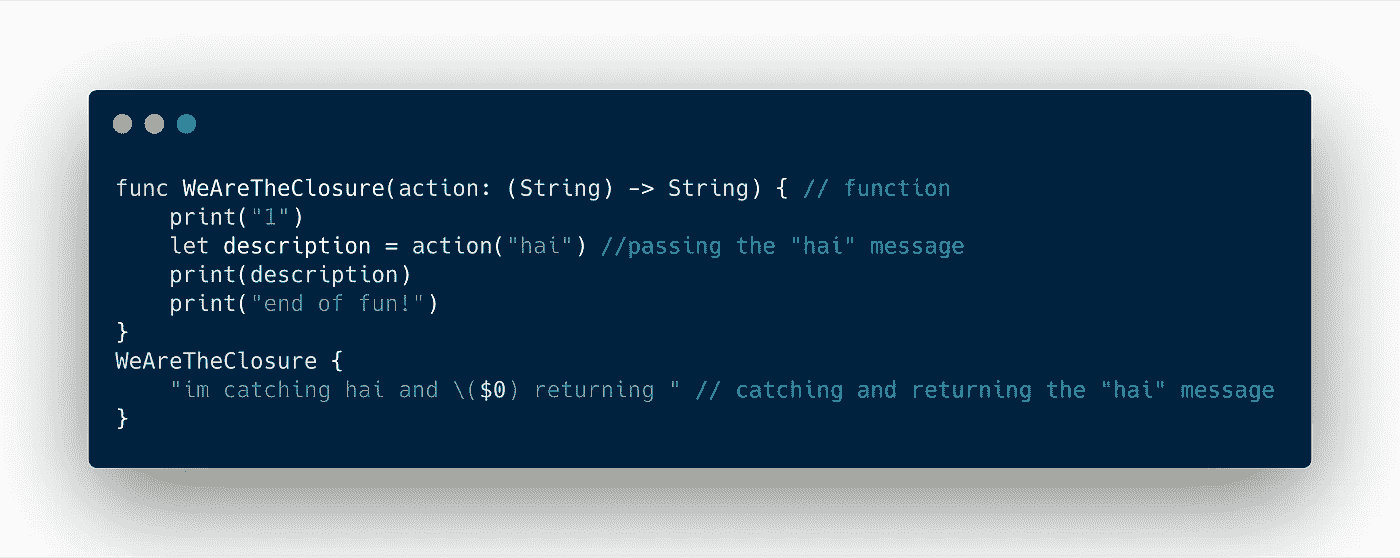 func WeAreTheClosure(action: (String) -> String) { // function
    print("1")
    let description = action("hai") //passing the "hai" message
    print(description)
    print("end of fun!")
}
WeAreTheClosure {
    "im catching hai and \($0) returning " // catching and returning the "hai" message
}